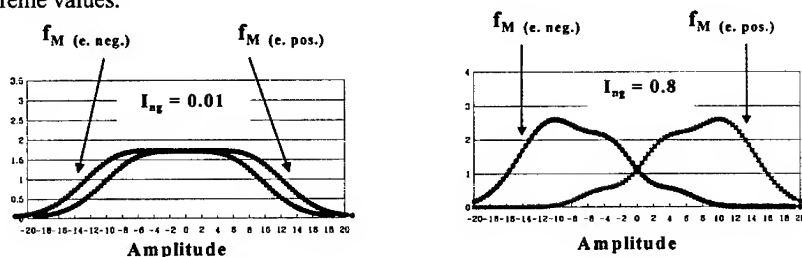 reme values.
f_M (e. neg.)
f_M (e. pos.)
I_ng = 0.01
3.5
3
2.5
2
1.5
1
0.5
-20 -18 -16 -14 -12 -10 -8 -6 -4 -2 0 2 4 6 8 10 12 14 16 18 20
Amplitude
f_M (e. neg.)
f_M (e. pos.)
I_ng = 0.8
4
3
2
1
0
-20 -18 -16 -14 -12 -10 -8 -6 -4 -2 0 2 4 6 8 10 12 14 16 18 20
Amplitude